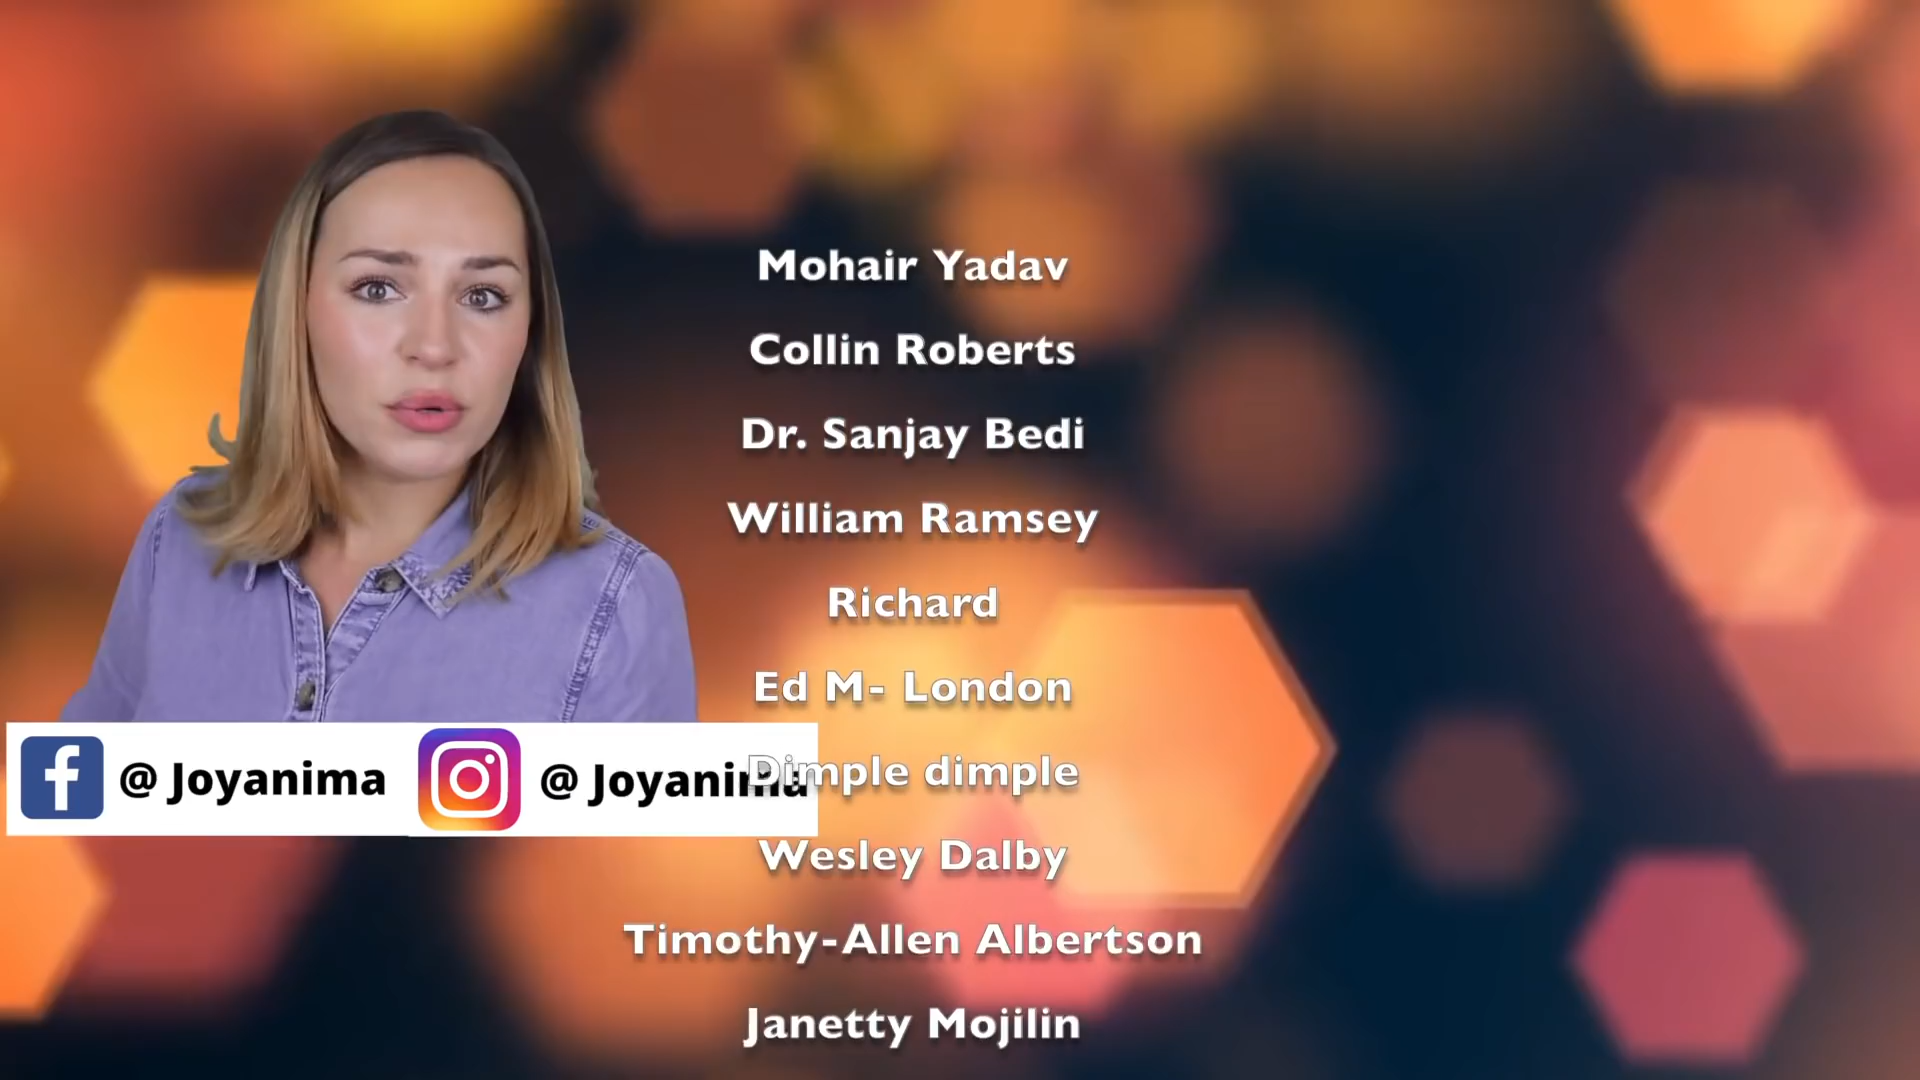 Mohair Yadav
Collin Roberts
Dr. Sanjay Bedi
William Ramsey
Richard
Ed M- London
@ Joyanima @ Joyanima
Dimple dimple
Wesley Dalby
Timothy-Allen Albertson
Janetty Mojilin